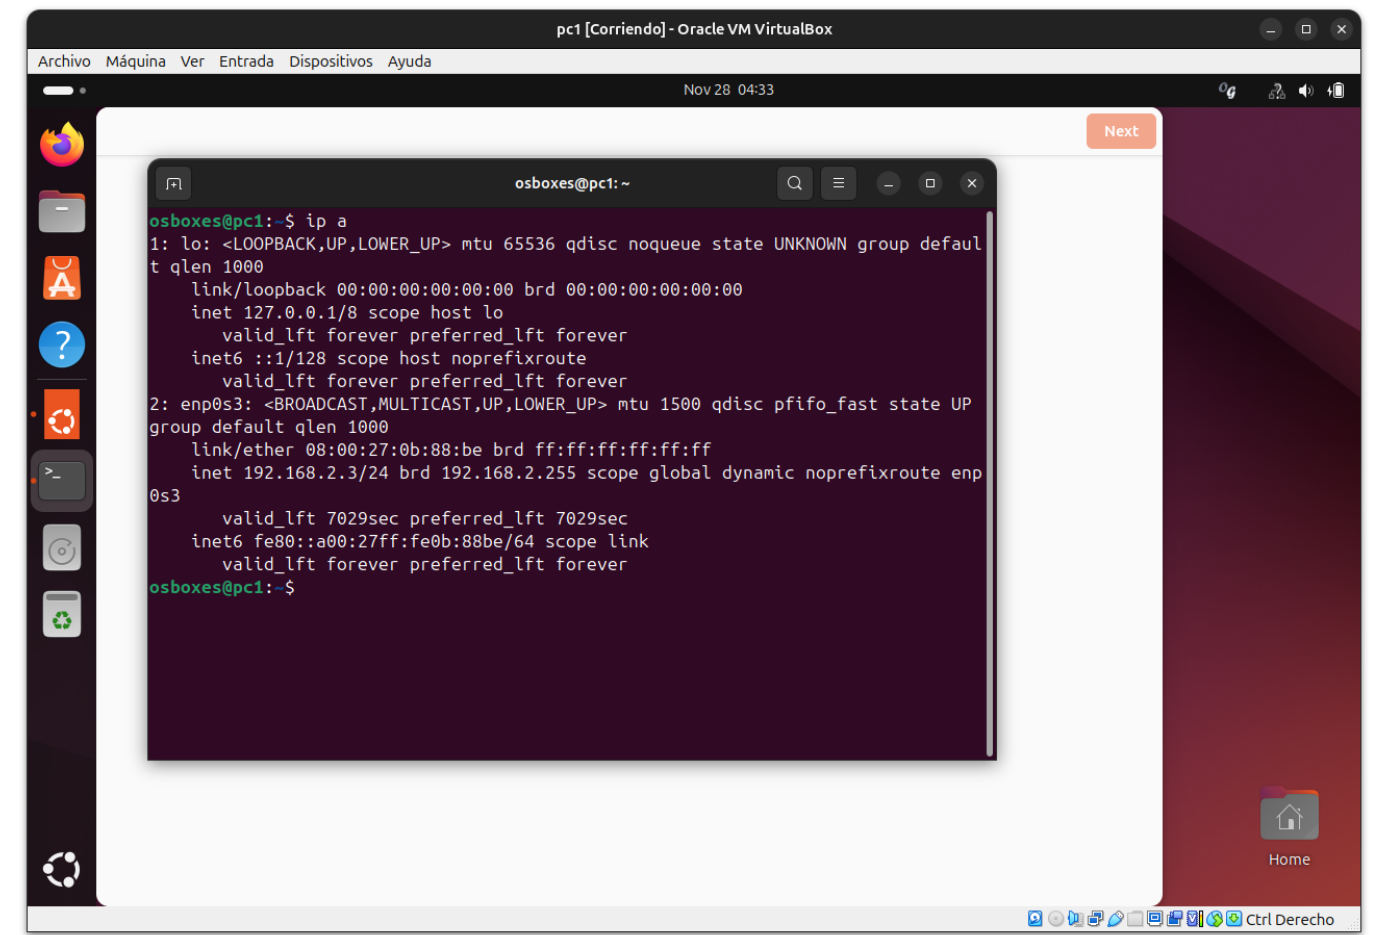 pc1 [Corriendo] - Oracle VM VirtualBox
Archivo Máquina Ver Entrada Dispositivos Ayuda
Nov 28 04:33
Next
osboxes@pc1: ~
osboxes@pc1:~$ ip a
1: lo: <LOOPBACK,UP,LOWER_UP> mtu 65536 qdisc noqueue state UNKNOWN group defaul
t qlen 1000
link/loopback 00:00:00:00:00:00 brd 00:00:00:00:00:00
inet 127.0.0.1/8 scope host lo
valid_lft forever preferred_lft forever
inet6 ::1/128 scope host noprefixroute
valid_lft forever preferred_lft forever
2: enp0s3: <BROADCAST,MULTICAST,UP,LOWER_UP> mtu 1500 qdisc pfifo_fast state UP
group default qlen 1000
link/ether 08:00:27:0b:88:be brd ff:ff:ff:ff:ff:ff
inet 192.168.2.3/24 brd 192.168.2.255 scope global dynamic noprefixroute enp
0s3
valid_lft 7029sec preferred_lft 7029sec
inet6 fe80::a00:27ff:fe0b:88be/64 scope link
valid_lft forever preferred_lft forever
osboxes@pc1:~$
Home
Ctrl Derecho